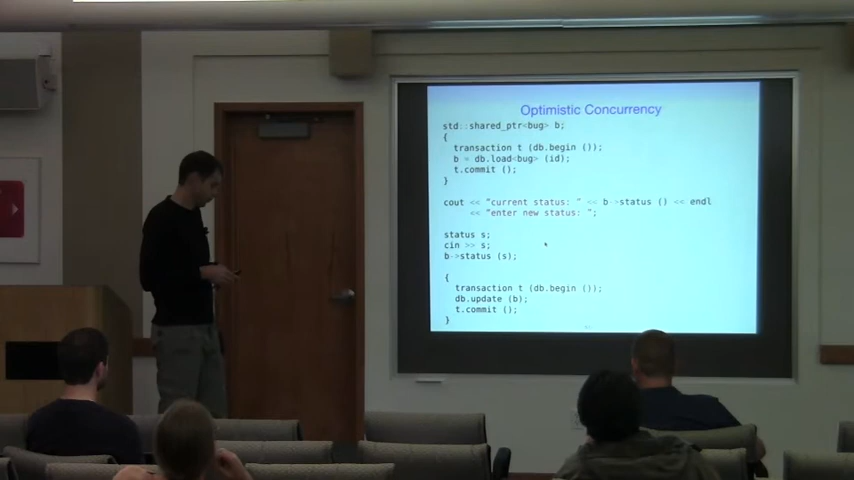 Optimistic Concurrency
std::shared_ptr<bug> b;
{
transaction t (db.begin ());
b = db.load<bug> (id);
t.commit ();
}
cout << "current status: " << b->status () << endl
<< "enter new status: ";
status s;
cin >> s;
b->status (s);
{
transaction t (db.begin ());
db.update (b);
t.commit ();
}